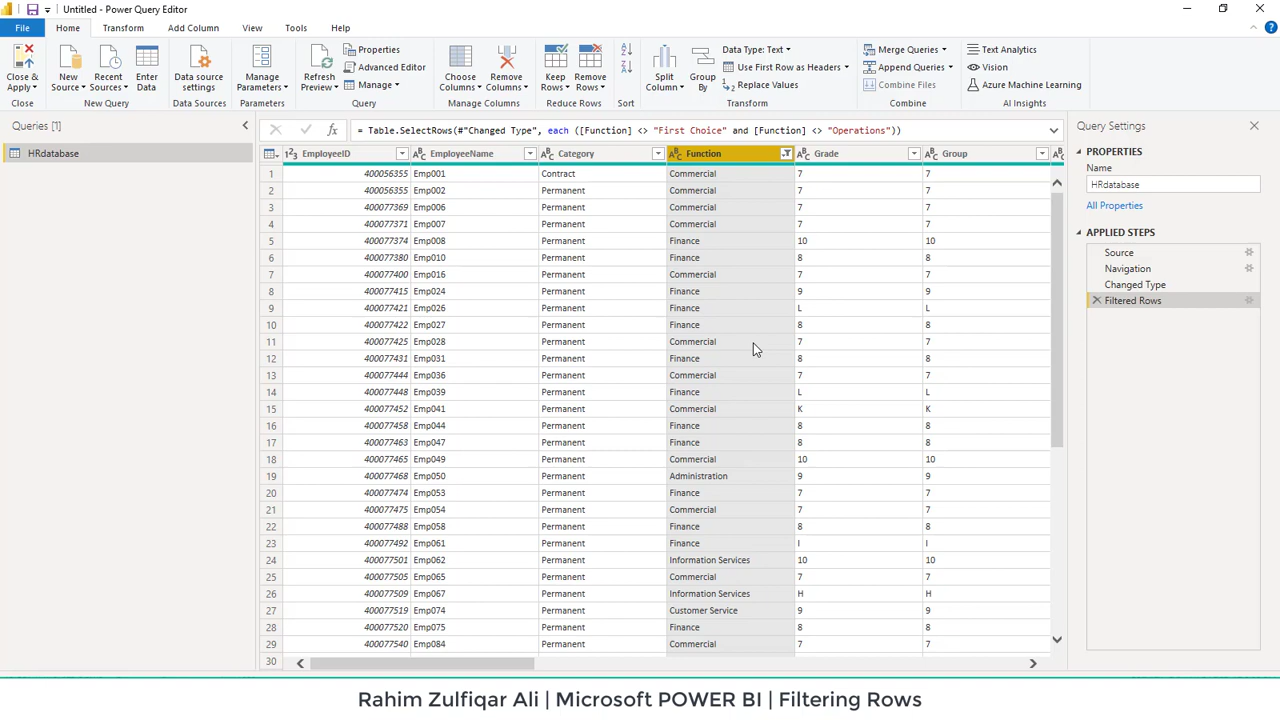 Untitled - Power Query Editor
File Home Transform Add Column View Tools Help
Close & Apply
New Source
Recent Sources
Enter Data
Data source settings
Manage Parameters
Refresh Preview
Properties
Advanced Editor
Manage
Choose Columns
Remove Columns
Keep Rows
Remove Rows
Split Column
Group By
Data Type: Text
Use First Row as Headers
Replace Values
Merge Queries
Append Queries
Combine Files
Text Analytics
Vision
Azure Machine Learning
Close New Query Data Sources Parameters Query Manage Columns Reduce Rows Sort Transform Combine AI Insights
Queries [1]
HRdatabase
= Table.SelectRows(#"Changed Type", each ([Function] <> "First Choice" and [Function] <> "Operations"))
EmployeeID EmployeeName Category Function Grade Group
1 400056355 Emp001 Contract Commercial 7 7
2 400056355 Emp002 Permanent Commercial 7 7
3 400077369 Emp006 Permanent Commercial 7 7
4 400077371 Emp007 Permanent Commercial 7 7
5 400077374 Emp008 Permanent Finance 10 10
6 400077380 Emp010 Permanent Finance 8 8
7 400077400 Emp016 Permanent Commercial 7 7
8 400077415 Emp024 Permanent Finance 9 9
9 400077421 Emp026 Permanent Finance L L
10 400077422 Emp027 Permanent Finance 8 8
11 400077425 Emp028 Permanent Commercial 7 7
12 400077431 Emp031 Permanent Finance 8 8
13 400077444 Emp036 Permanent Commercial 7 7
14 400077448 Emp039 Permanent Finance L L
15 400077452 Emp041 Permanent Commercial K K
16 400077458 Emp044 Permanent Finance 8 8
17 400077463 Emp047 Permanent Finance 8 8
18 400077465 Emp049 Permanent Commercial 10 10
19 400077468 Emp050 Permanent Administration 9 9
20 400077474 Emp053 Permanent Finance 7 7
21 400077475 Emp054 Permanent Commercial 7 7
22 400077488 Emp058 Permanent Finance 8 8
23 400077492 Emp061 Permanent Finance I I
24 400077501 Emp062 Permanent Information Services 10 10
25 400077505 Emp065 Permanent Commercial 7 7
26 400077509 Emp067 Permanent Information Services H H
27 400077519 Emp074 Permanent Customer Service 9 9
28 400077520 Emp075 Permanent Finance 8 8
29 400077540 Emp084 Permanent Commercial 7 7
30
Query Settings
PROPERTIES
Name
HRdatabase
All Properties
APPLIED STEPS
Source
Navigation
Changed Type
Filtered Rows
Rahim Zulfiqar Ali | Microsoft POWER BI | Filtering Rows